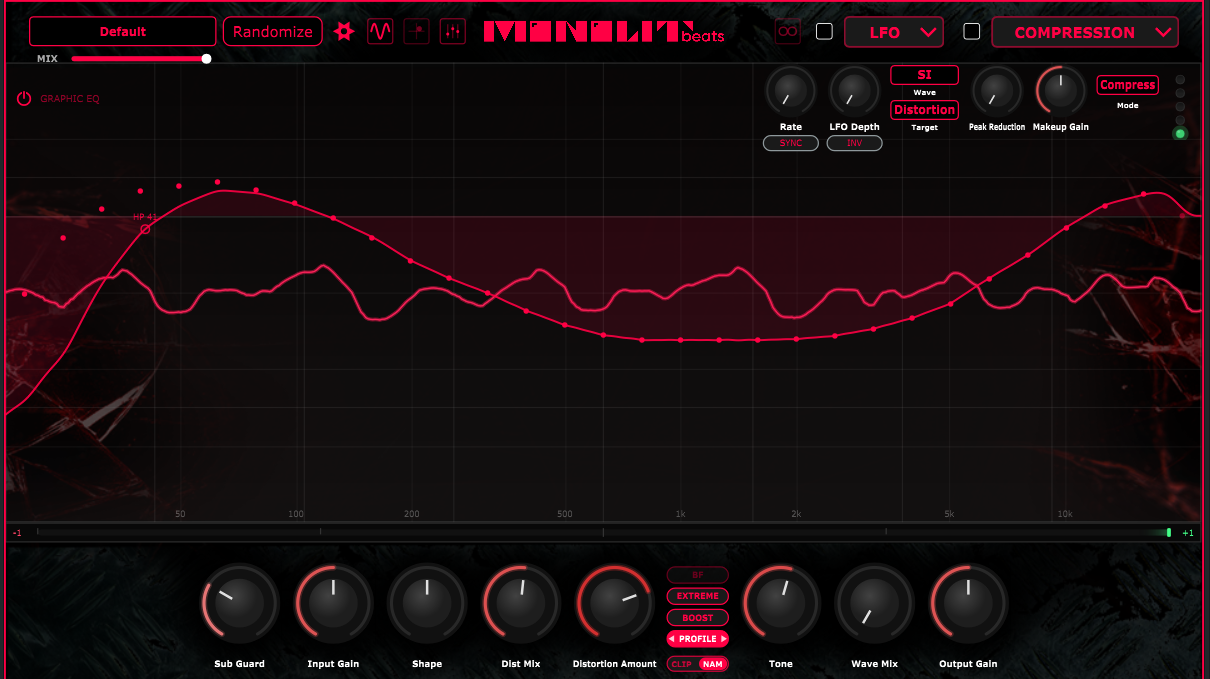 Default
Randomize
MONOLIT
beats
LFO
COMPRESSION
MIX
GRAPHIC EQ
SI
Wave
Distortion
Target
Compress
Mode
Rate
LFO Depth
Peak Reduction
Makeup Gain
SYNC
INV
HP 41
50
100
200
500
1k
2k
5k
10k
-1
+1
BP
EXTREME
BOOST
PROFILE
CLIP
NAM
Sub Guard
Input Gain
Shape
Dist Mix
Distortion Amount
Tone
Wave Mix
Output Gain